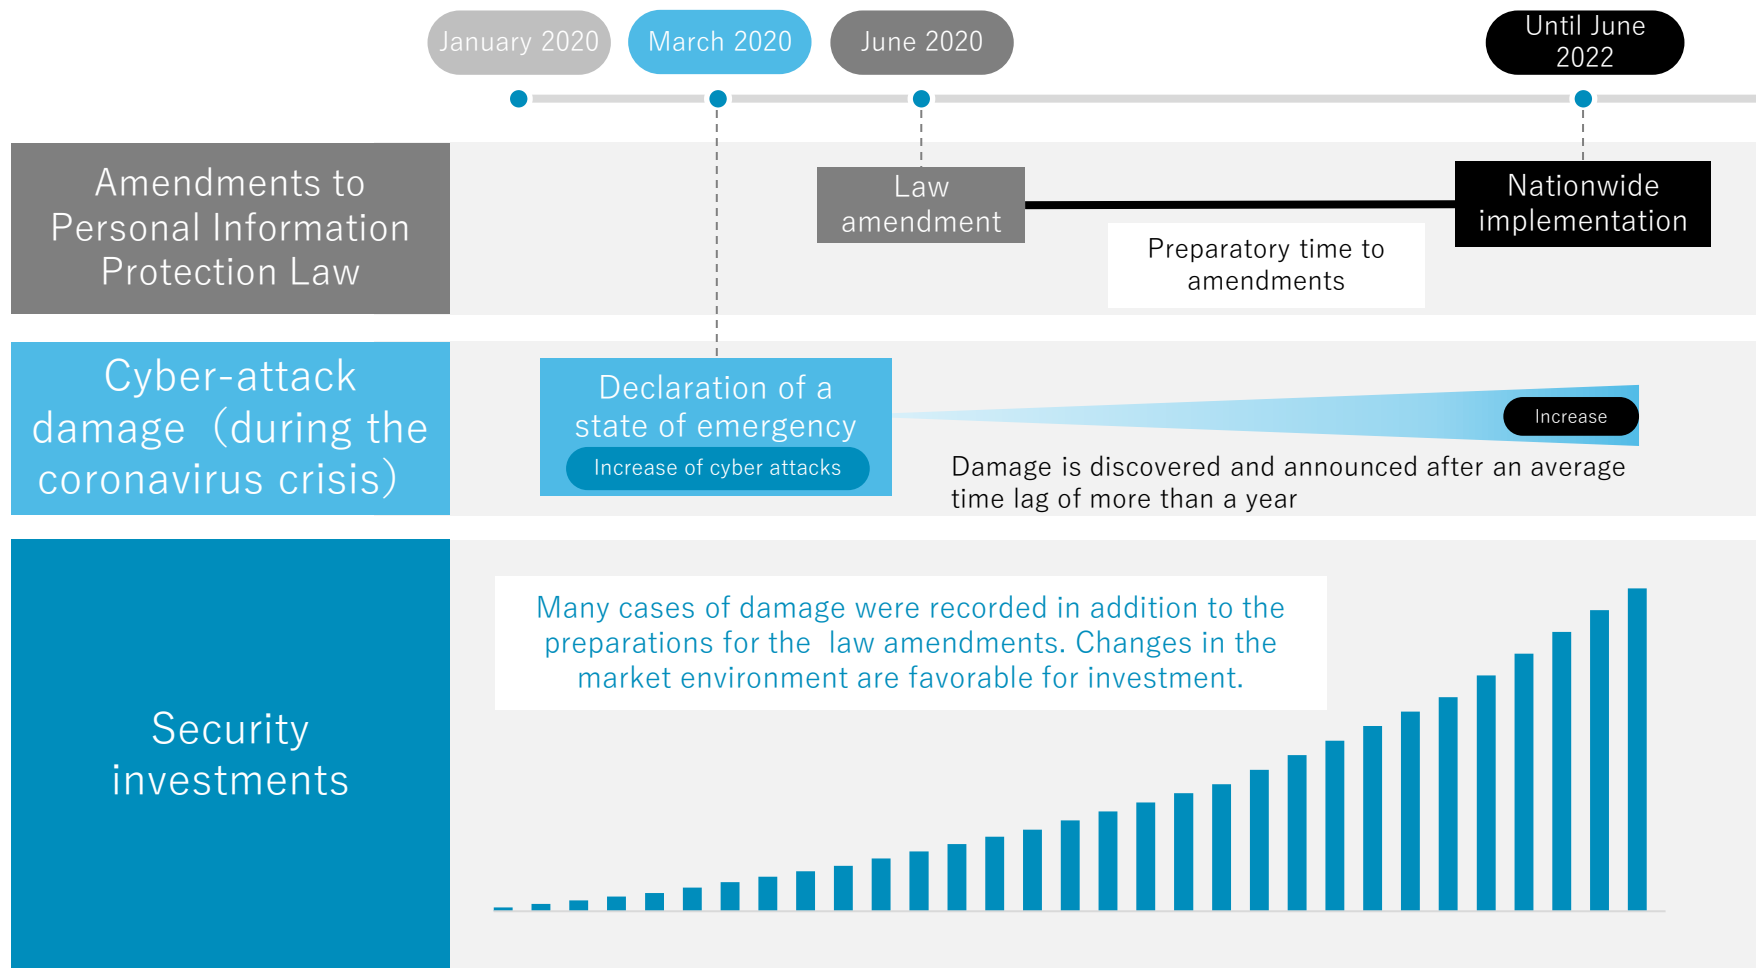 January 2020
March 2020
June 2020
Until June
2022
Amendments to
Personal Information
Protection Law
Law
amendment
Nationwide
implementation
Preparatory time to
amendments
Cyber-attack
damage（during the
coronavirus crisis）
Declaration of a
state of emergency
Increase of cyber attacks
Increase
Damage is discovered and announced after an average
time lag of more than a year
Security
investments
Many cases of damage were recorded in addition to the
preparations for the law amendments. Changes in the
market environment are favorable for investment.